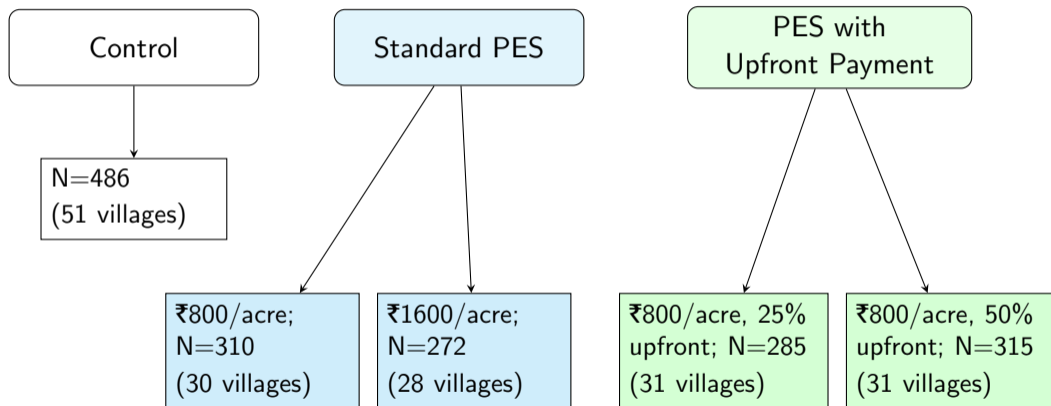 Control
Standard PES
PES with
Upfront Payment
N=486
(51 villages)
₹800/acre;
N=310
(30 villages)
₹1600/acre;
N=272
(28 villages)
₹800/acre, 25%
upfront; N=285
(31 villages)
₹800/acre, 50%
upfront; N=315
(31 villages)